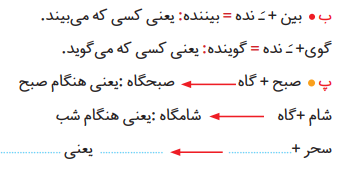 ب • بین + ـَ نده = بیننده: یعنی کسی که می‌بیند.
گوی+ ـَ نده = گوینده: یعنی کسی که می‌گوید.
پ • صبح + گاه ← صبحگاه :یعنی هنگام صبح
شام +گاه ← شامگاه :یعنی هنگام شب
سحر + .................... ← .................... یعنی ....................